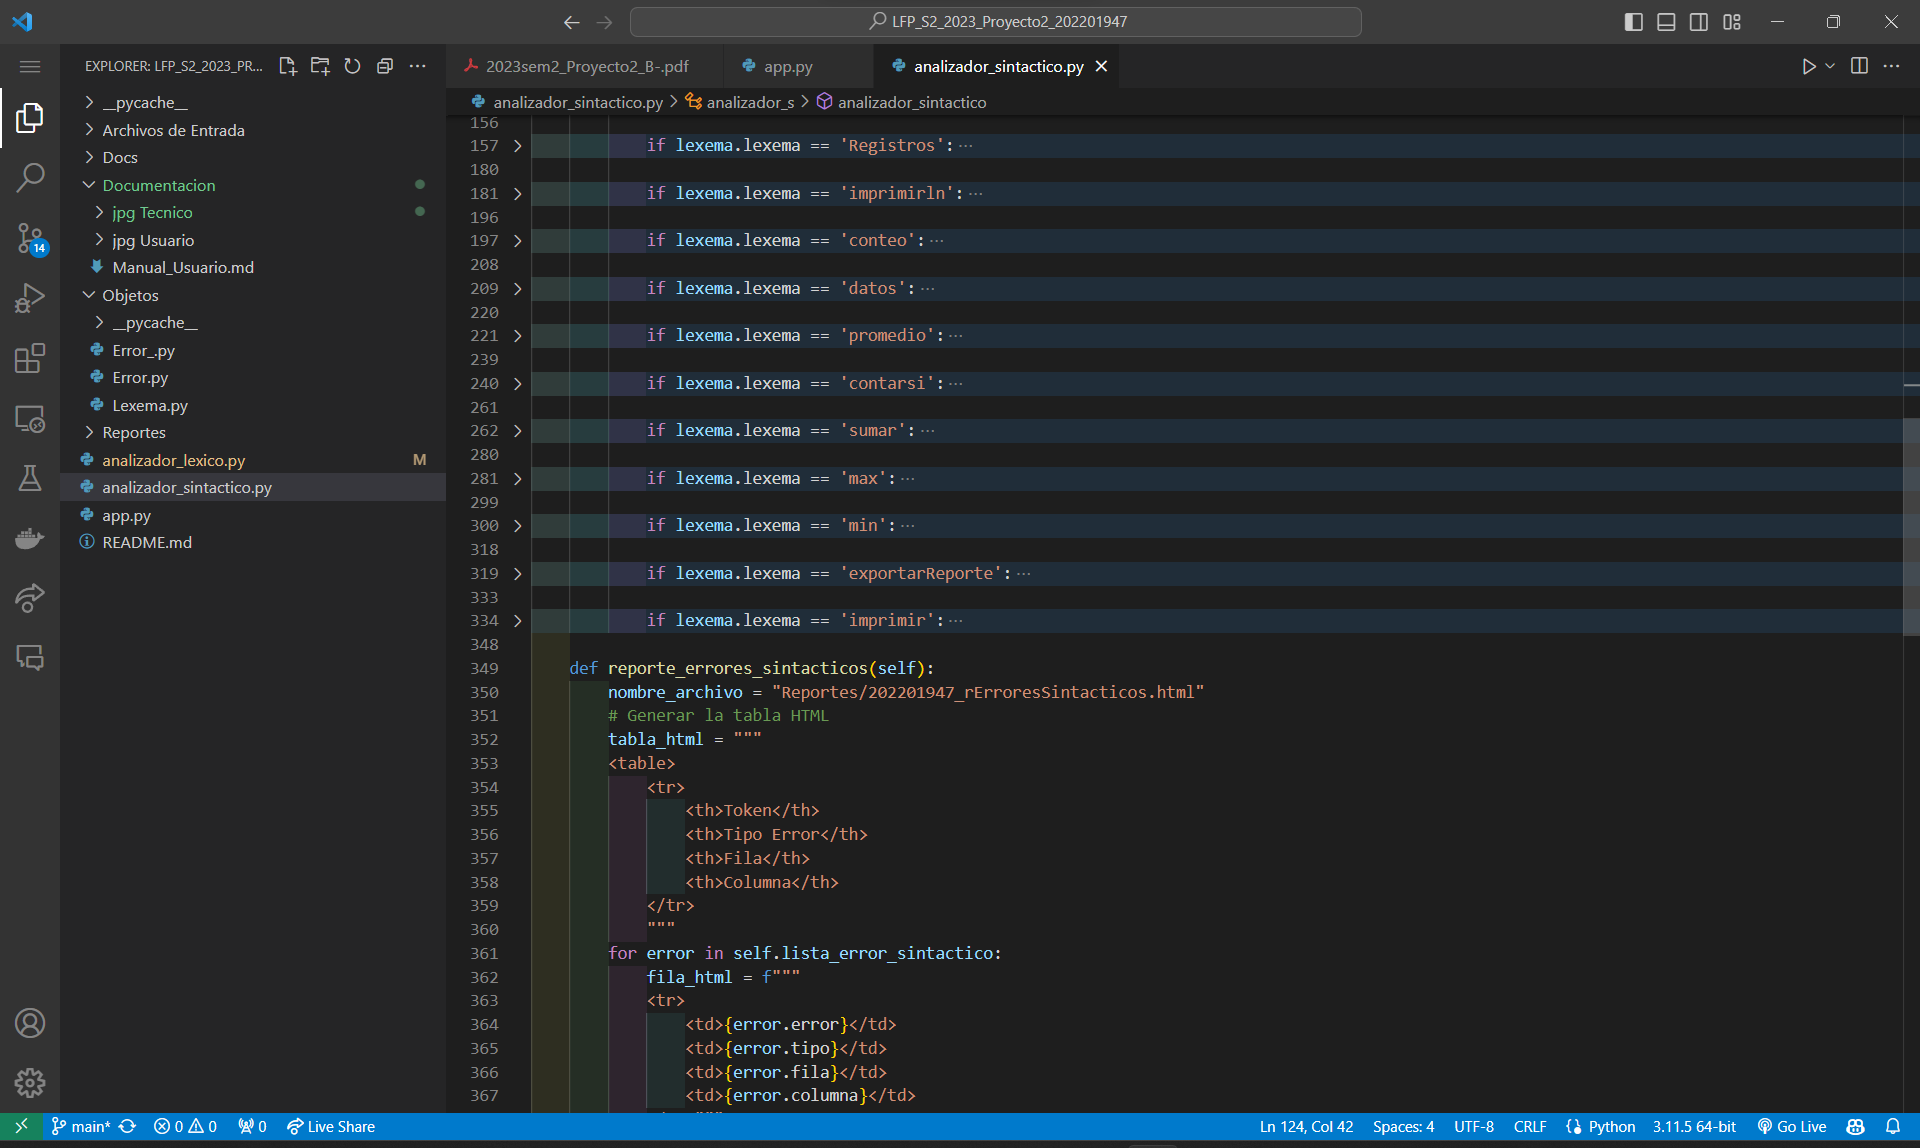 LFP_S2_2023_Proyecto2_202201947
EXPLORER: LFP_S2_2023_PR...
__pycache__
Archivos de Entrada
Docs
Documentacion
jpg Tecnico
jpg Usuario
Manual_Usuario.md
Objetos
__pycache__
Error_.py
Error.py
Lexema.py
Reportes
analizador_lexico.py M
analizador_sintactico.py
app.py
README.md
14
2023sem2_Proyecto2_B-.pdf app.py analizador_sintactico.py
analizador_sintactico.py > analizador_s > analizador_sintactico
156
157 if lexema.lexema == 'Registros': ...
180
181 if lexema.lexema == 'imprimirln': ...
196
197 if lexema.lexema == 'conteo': ...
208
209 if lexema.lexema == 'datos': ...
220
221 if lexema.lexema == 'promedio': ...
239
240 if lexema.lexema == 'contarsi': ...
261
262 if lexema.lexema == 'sumar': ...
280
281 if lexema.lexema == 'max': ...
299
300 if lexema.lexema == 'min': ...
318
319 if lexema.lexema == 'exportarReporte': ...
333
334 if lexema.lexema == 'imprimir': ...
348
349 def reporte_errores_sintacticos(self):
350 nombre_archivo = "Reportes/202201947_rErroresSintacticos.html"
351 # Generar la tabla HTML
352 tabla_html = """
353 <table>
354 <tr>
355 <th>Token</th>
356 <th>Tipo Error</th>
357 <th>Fila</th>
358 <th>Columna</th>
359 </tr>
360 """
361 for error in self.lista_error_sintactico:
362 fila_html = f"""
363 <tr>
364 <td>{error.error}</td>
365 <td>{error.tipo}</td>
366 <td>{error.fila}</td>
367 <td>{error.columna}</td>
main* 0 0 0 Live Share Ln 124, Col 42 Spaces: 4 UTF-8 CRLF Python 3.11.5 64-bit Go Live